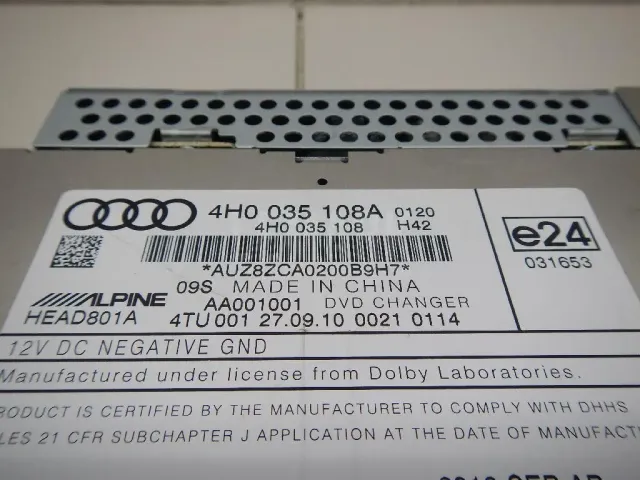 4H0 035 108A 0120
4H0 035 108 H42
*AUZ8ZCA0200B9H7*
e24
031653
09S MADE IN CHINA
ALPINE AA001001 DVD CHANGER
HEAD801A 4TU 001 27.09.10 0020 0114
12V DC NEGATIVE GND
Manufactured under license from Dolby Laboratories.
RODUCT IS CERTIFIED BY THE MANUFACTURER TO COMPLY WITH DHHS
LES 21 CFR SUBCHAPTER J APPLICATION AT THE DATE OF MANUFACT